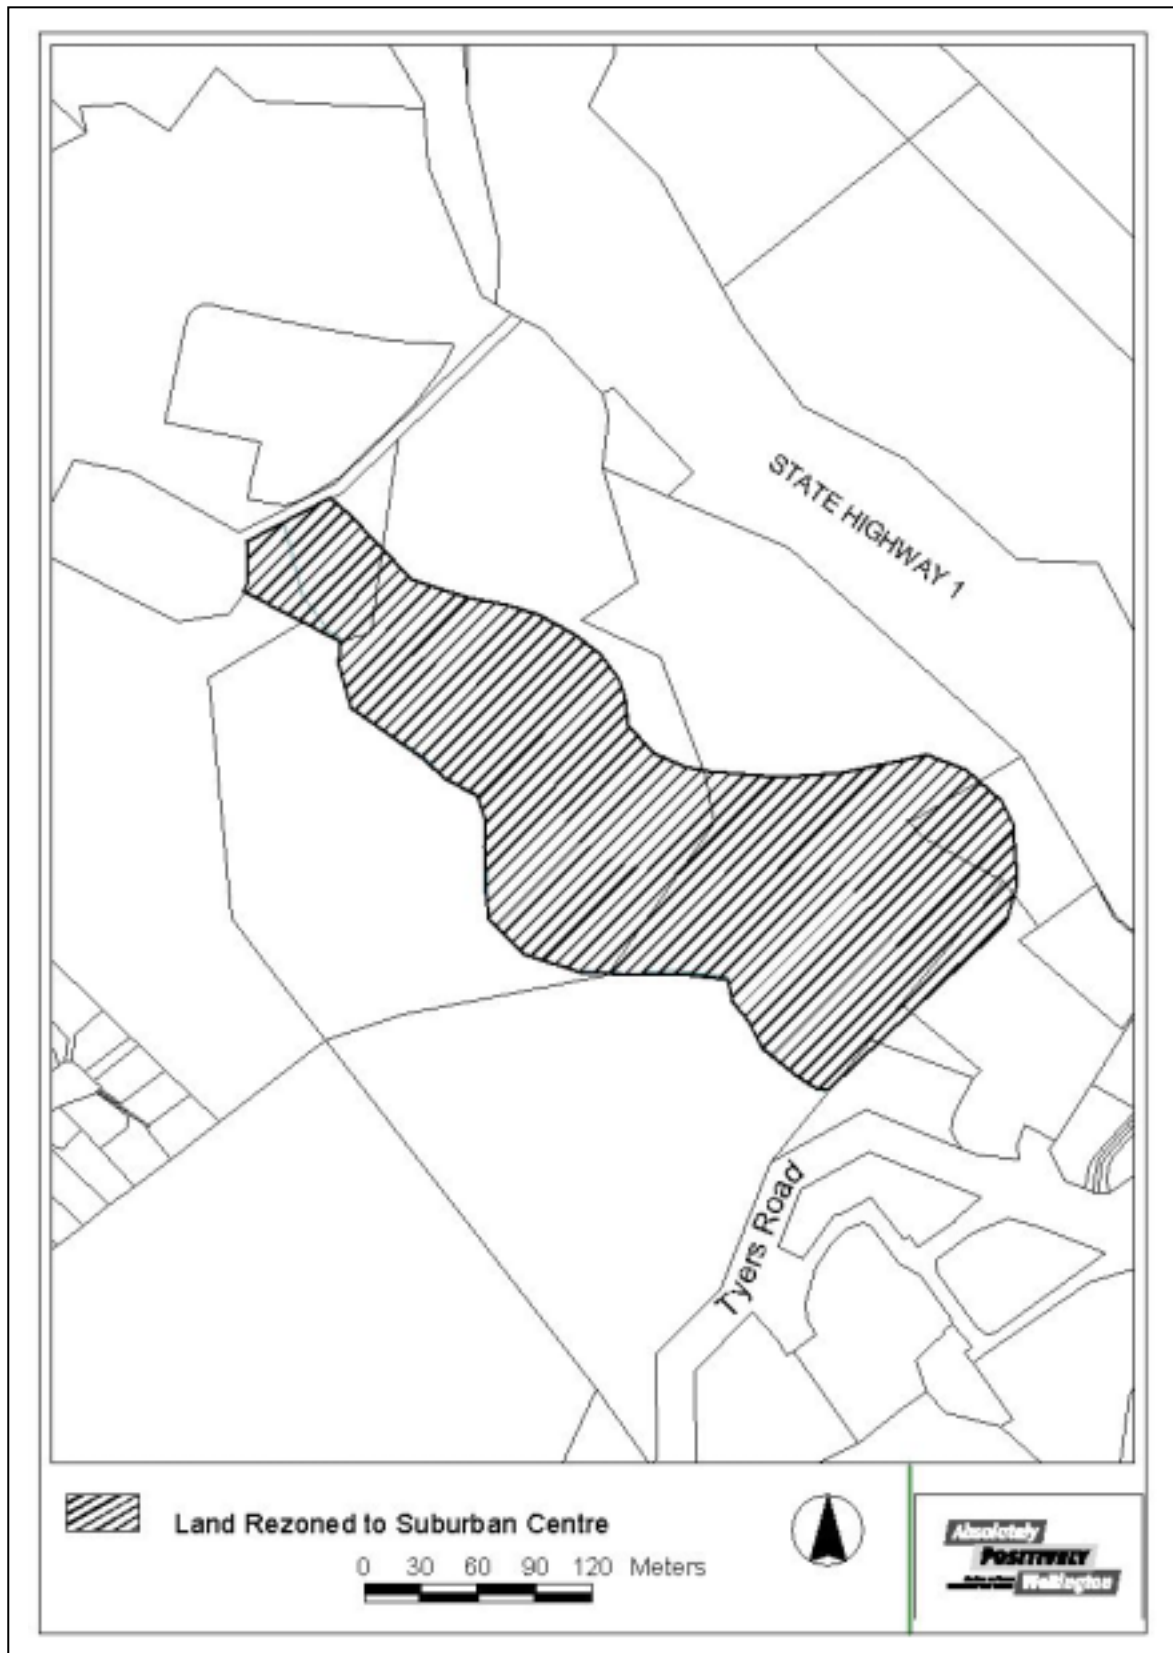 STATE HIGHWAY 1
Tyers Road
Land Rezoned to Suburban Centre
0 30 60 90 120 Meters
Absolutely
POSITIVELY
Wellington